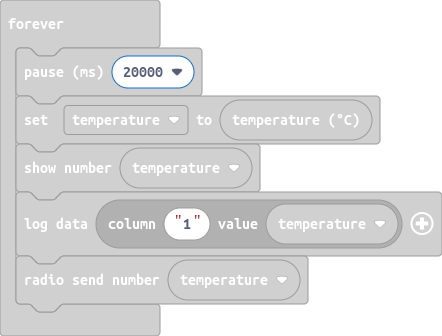 forever
pause (ms) 20000
set temperature to temperature (°C)
show number temperature
log data column "1" value temperature
radio send number temperature